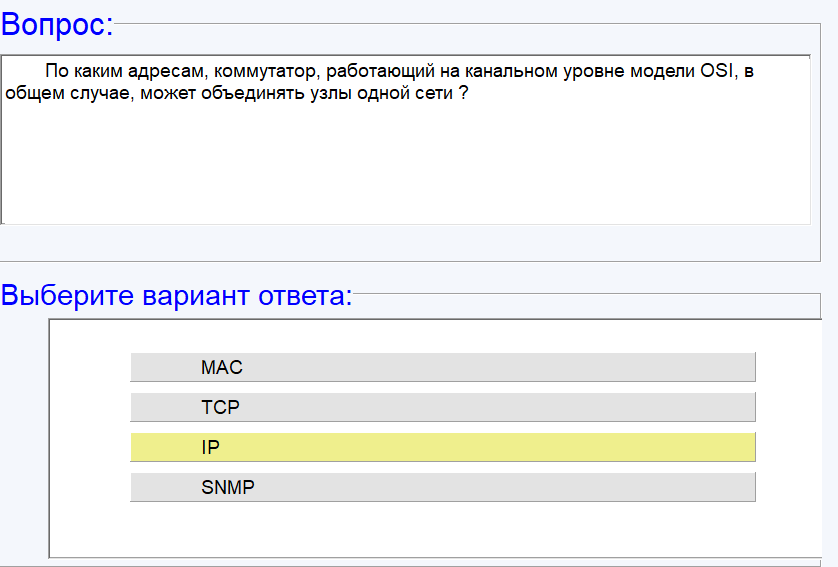 Вопрос:
По каким адресам, коммутатор, работающий на канальном уровне модели OSI, в
общем случае, может объединять узлы одной сети ?
Выберите вариант ответа:
MAC
TCP
IP
SNMP